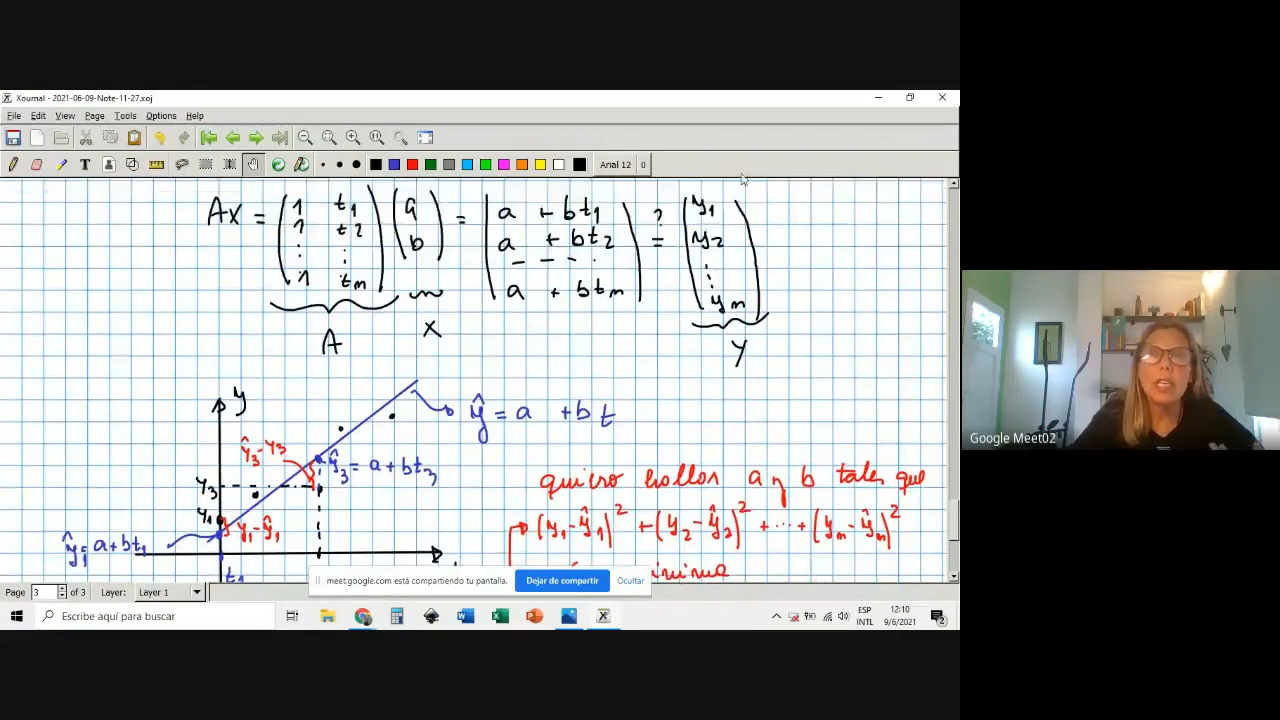 Xournal - 2021-06-09-Note-11-27.xoj
File Edit View Page Tools Options Help
Arial 12 0
AX = (1 t1 (a = a + bt1 ? (y1
1 t2 b) a + bt2 = y2
⋮ ⋮ – – – · ⋮
1 tm) a + btm ym)
A X Y
y
ŷ = a + b t
ŷ3 - y3
ŷ3 = a + bt3
y3
quiero hallar a y b tales que
y1
y1 - ŷ1
(y1 - ŷ1)² + (y2 - ŷ2)² + ... + (ym - ŷm)²
ŷ1 = a + bt1
t1
meet.google.com está compartiendo tu pantalla. Dejar de compartir Ocultar
Page 3 of 3 Layer: Layer 1
Escribe aquí para buscar
ESP
INTL
12:10
9/6/2021
2
Google Meet02